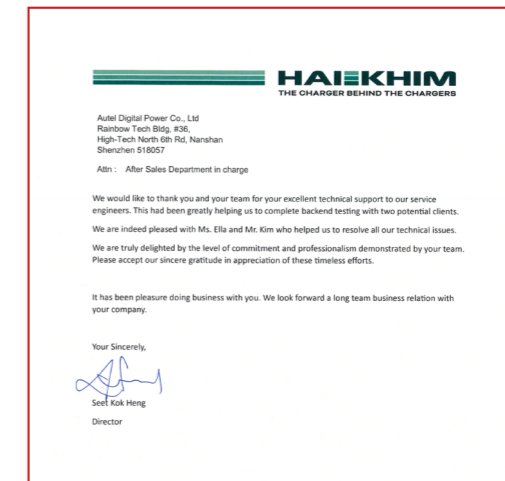 HAIKHIM
THE CHARGER BEHIND THE CHARGERS
Autel Digital Power Co., Ltd
Rainbow Tech Bldg, #36,
High-Tech North 6th Rd, Nanshan
Shenzhen 518057
Attn : After Sales Department in charge
We would like to thank you and your team for your excellent technical support to our service
engineers. This had been greatly helping us to complete backend testing with two potential clients.
We are indeed pleased with Ms. Ella and Mr. Kim who helped us to resolve all our technical issues.
We are truly delighted by the level of commitment and professionalism demonstrated by your team.
Please accept our sincere gratitude in appreciation of these timeless efforts.
It has been pleasure doing business with you. We look forward a long team business relation with
your company.
Your Sincerely,
Seet Kok Heng
Director